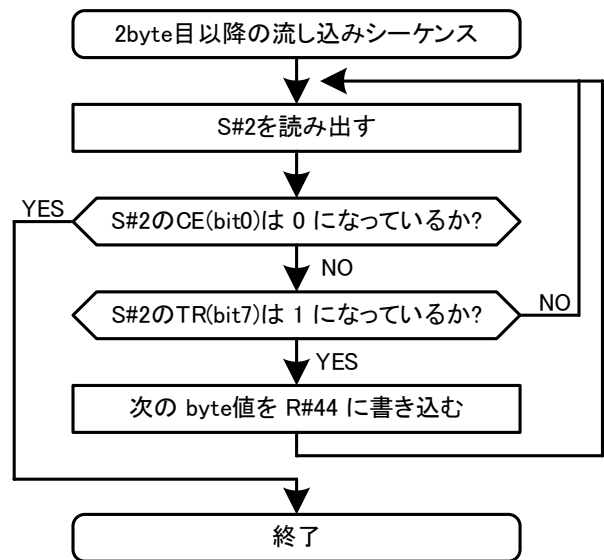 2byte目以降の流し込みシーケンス
S#2を読み出す
YES
S#2のCE(bit0)は 0 になっているか?
NO
S#2のTR(bit7)は 1 になっているか?
NO
YES
次の byte値を R#44 に書き込む
終了